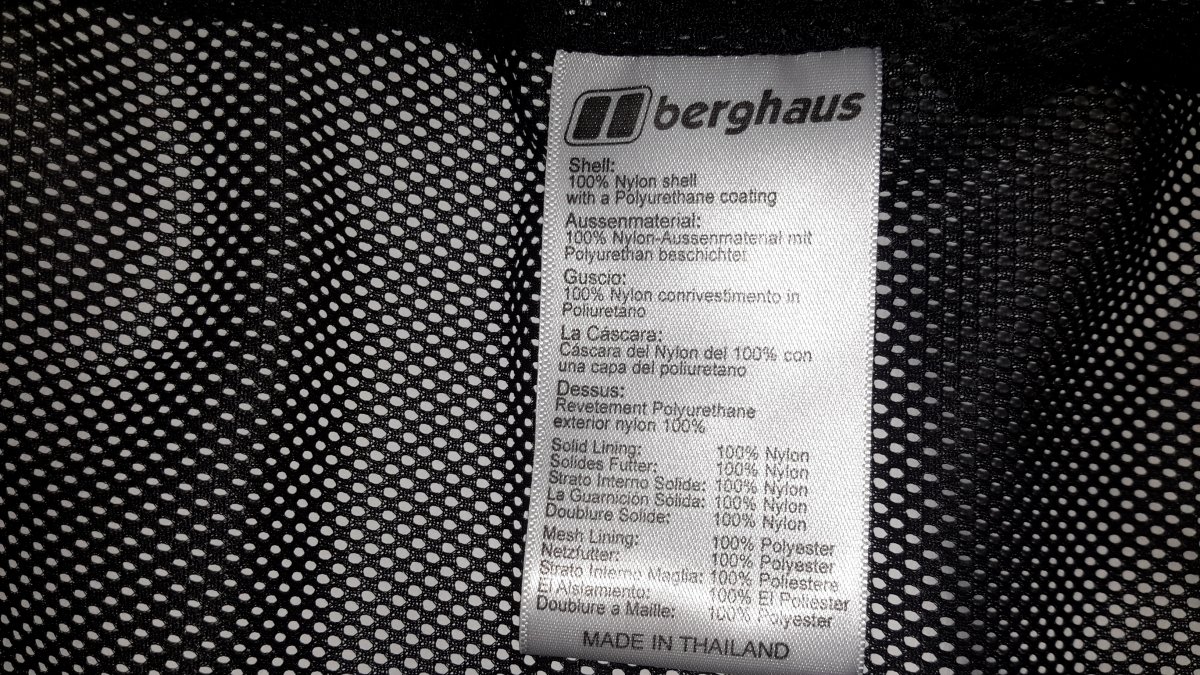 berghaus
Shell:
100% Nylon shell
with a Polyurethane coating
Aussenmaterial:
100% Nylon-Aussenmaterial mit
Polyurethan beschichtet
Guscio:
100% Nylon conrivestimento in
Poliuretano
La Cáscara:
Cáscara del Nylon del 100% con
una capa del poliuretano
Dessus:
Revetement Polyurethane
exterior nylon 100%
Solid Lining: 100% Nylon
Solides Futter: 100% Nylon
Strato Interno Solide: 100% Nylon
La Guarnición Sólida: 100% Nylon
Doublure Solide: 100% Nylon
Mesh Lining: 100% Polyester
Netzfutter: 100% Polyester
Strato Interno Maglia: 100% Poliestere
El Aislamiento: 100% El Poliester
Doublure a Maille: 100% Polyester
MADE IN THAILAND